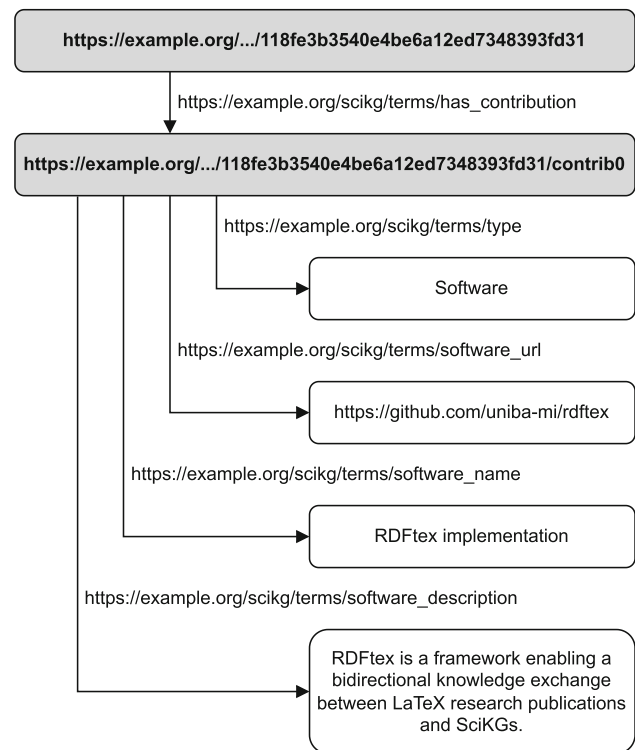 https://example.org/.../118fe3b3540e4be6a12ed7348393fd31
https://example.org/scikg/terms/has_contribution
https://example.org/.../118fe3b3540e4be6a12ed7348393fd31/contrib0
https://example.org/scikg/terms/type
Software
https://example.org/scikg/terms/software_url
https://github.com/uniba-mi/rdftex
https://example.org/scikg/terms/software_name
RDFtex implementation
https://example.org/scikg/terms/software_description
RDFtex is a framework enabling a
bidirectional knowledge exchange
between LaTeX research publications
and SciKGs.